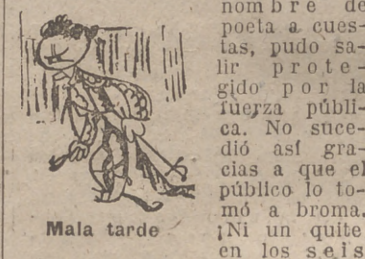 nombre de
poeta a cues-
tas, pudo sa-
lir prote-
gido por la
fuerza públi-
ca. No suce-
dió así gra-
cias a que el
público lo to-
mó a broma.
¡Ni un quite
en los seis
Mala tarde